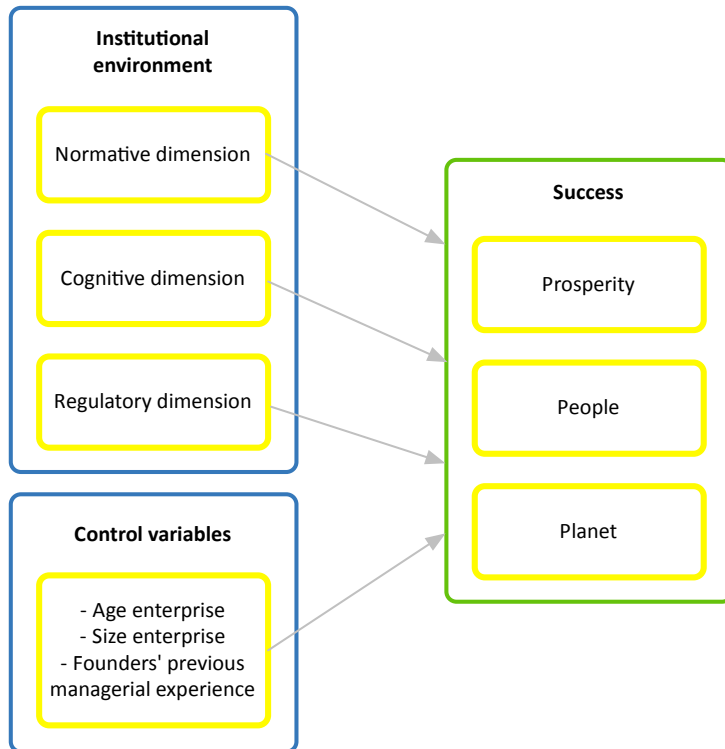 Institutional
environment
Normative dimension
Cognitive dimension
Regulatory dimension
Control variables
- Age enterprise
- Size enterprise
- Founders' previous
managerial experience
Success
Prosperity
People
Planet